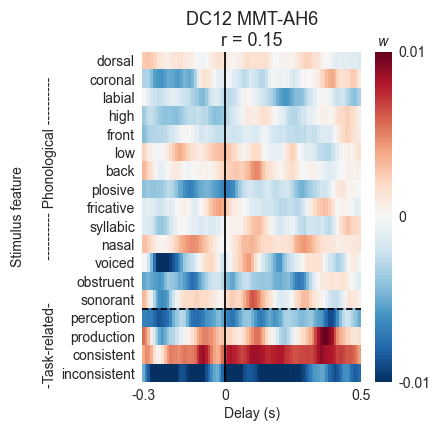 DC12 MMT-AH6
r = 0.15
w
Stimulus feature
-Task-related- ---------- Phonological ----------
dorsal
coronal
labial
high
front
low
back
plosive
fricative
syllabic
nasal
voiced
obstruent
sonorant
perception
production
consistent
inconsistent
0.01
0
-0.01
-0.3 0 0.5
Delay (s)